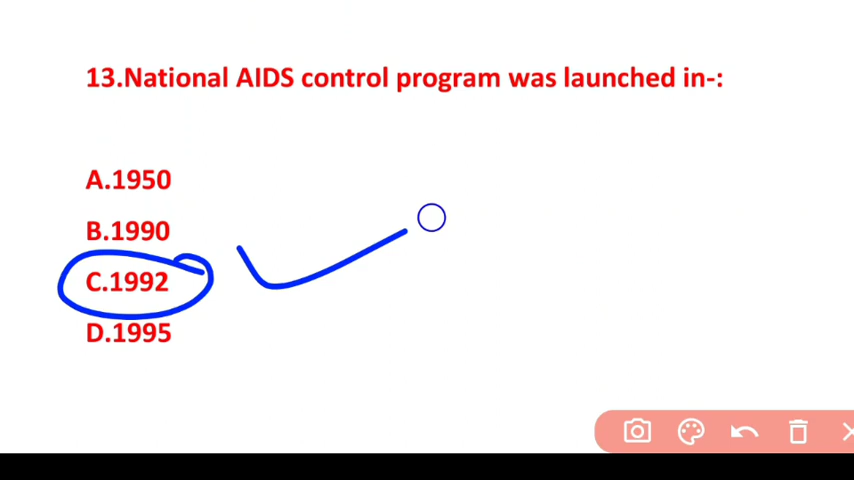 13.National AIDS control program was launched in-:
A.1950
B.1990
C.1992
D.1995